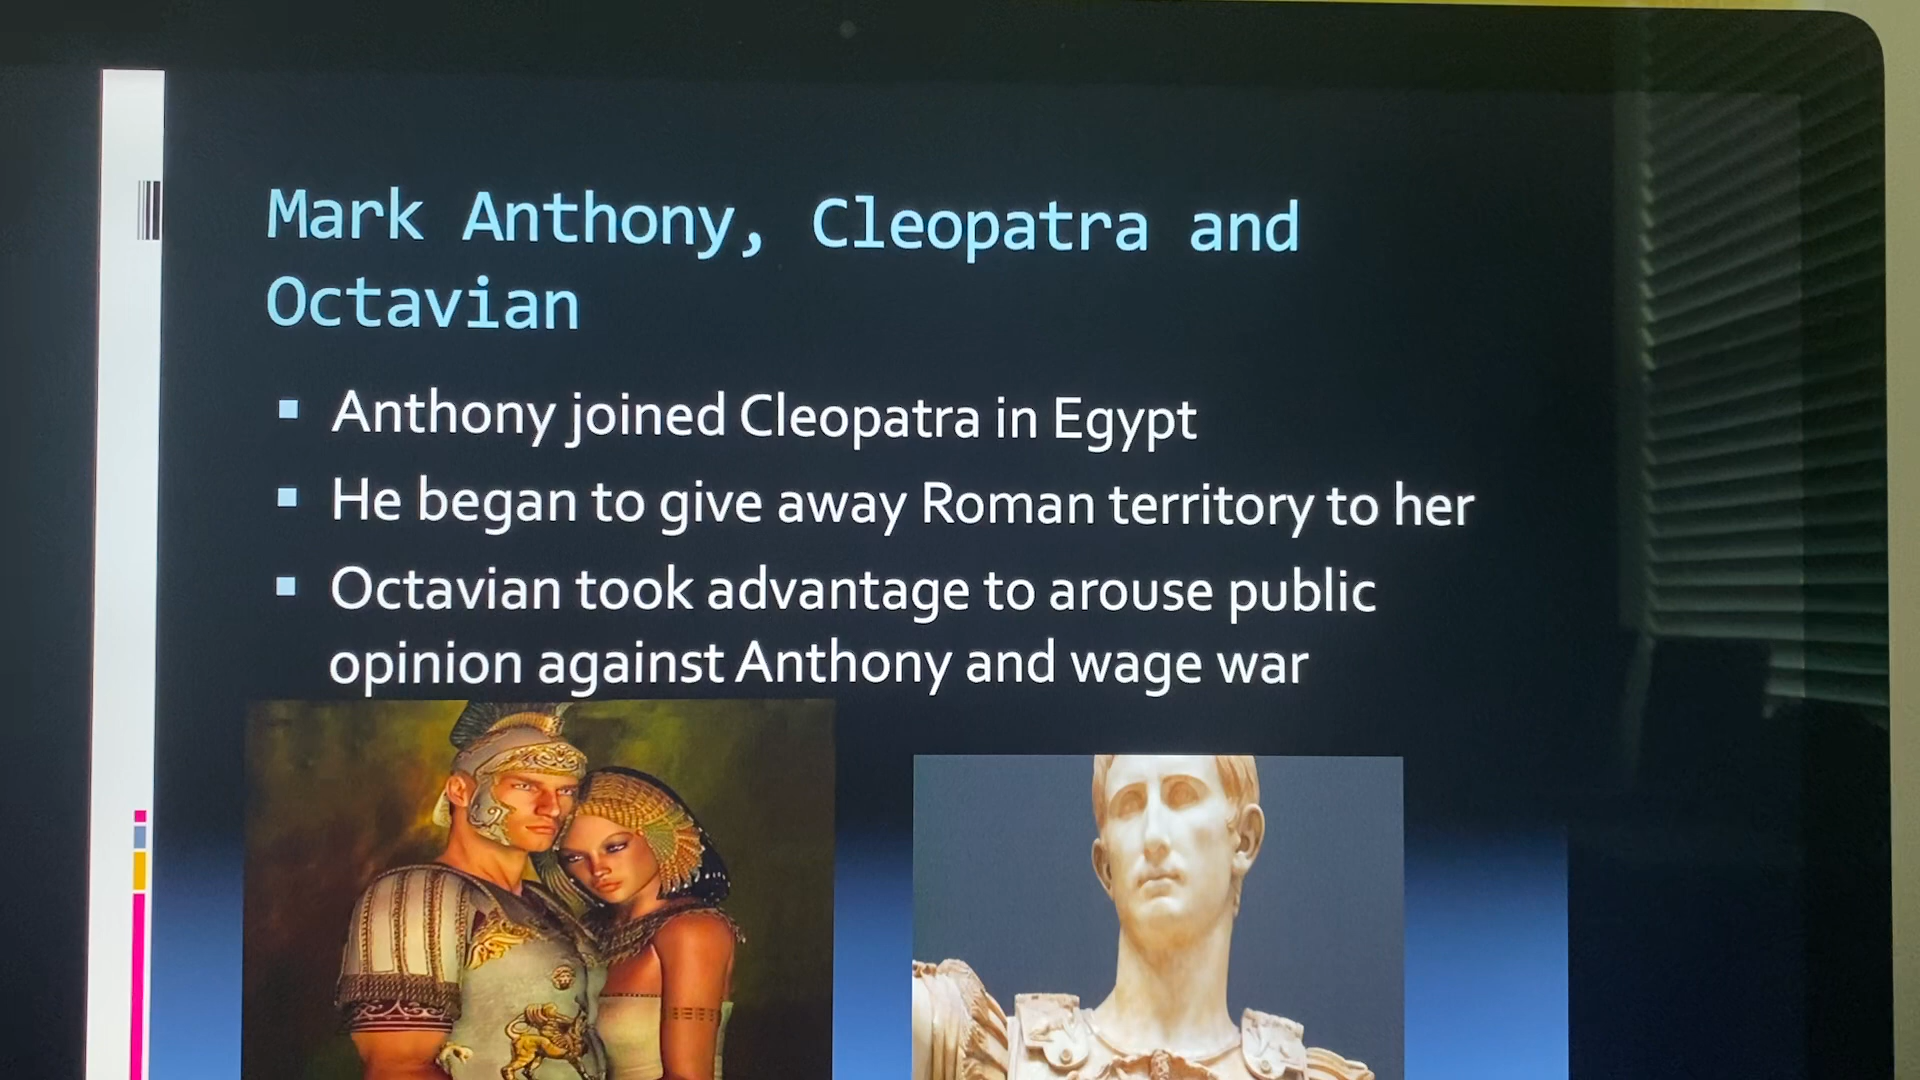 Mark Anthony, Cleopatra and
Octavian
Anthony joined Cleopatra in Egypt
He began to give away Roman territory to her
Octavian took advantage to arouse public
opinion against Anthony and wage war